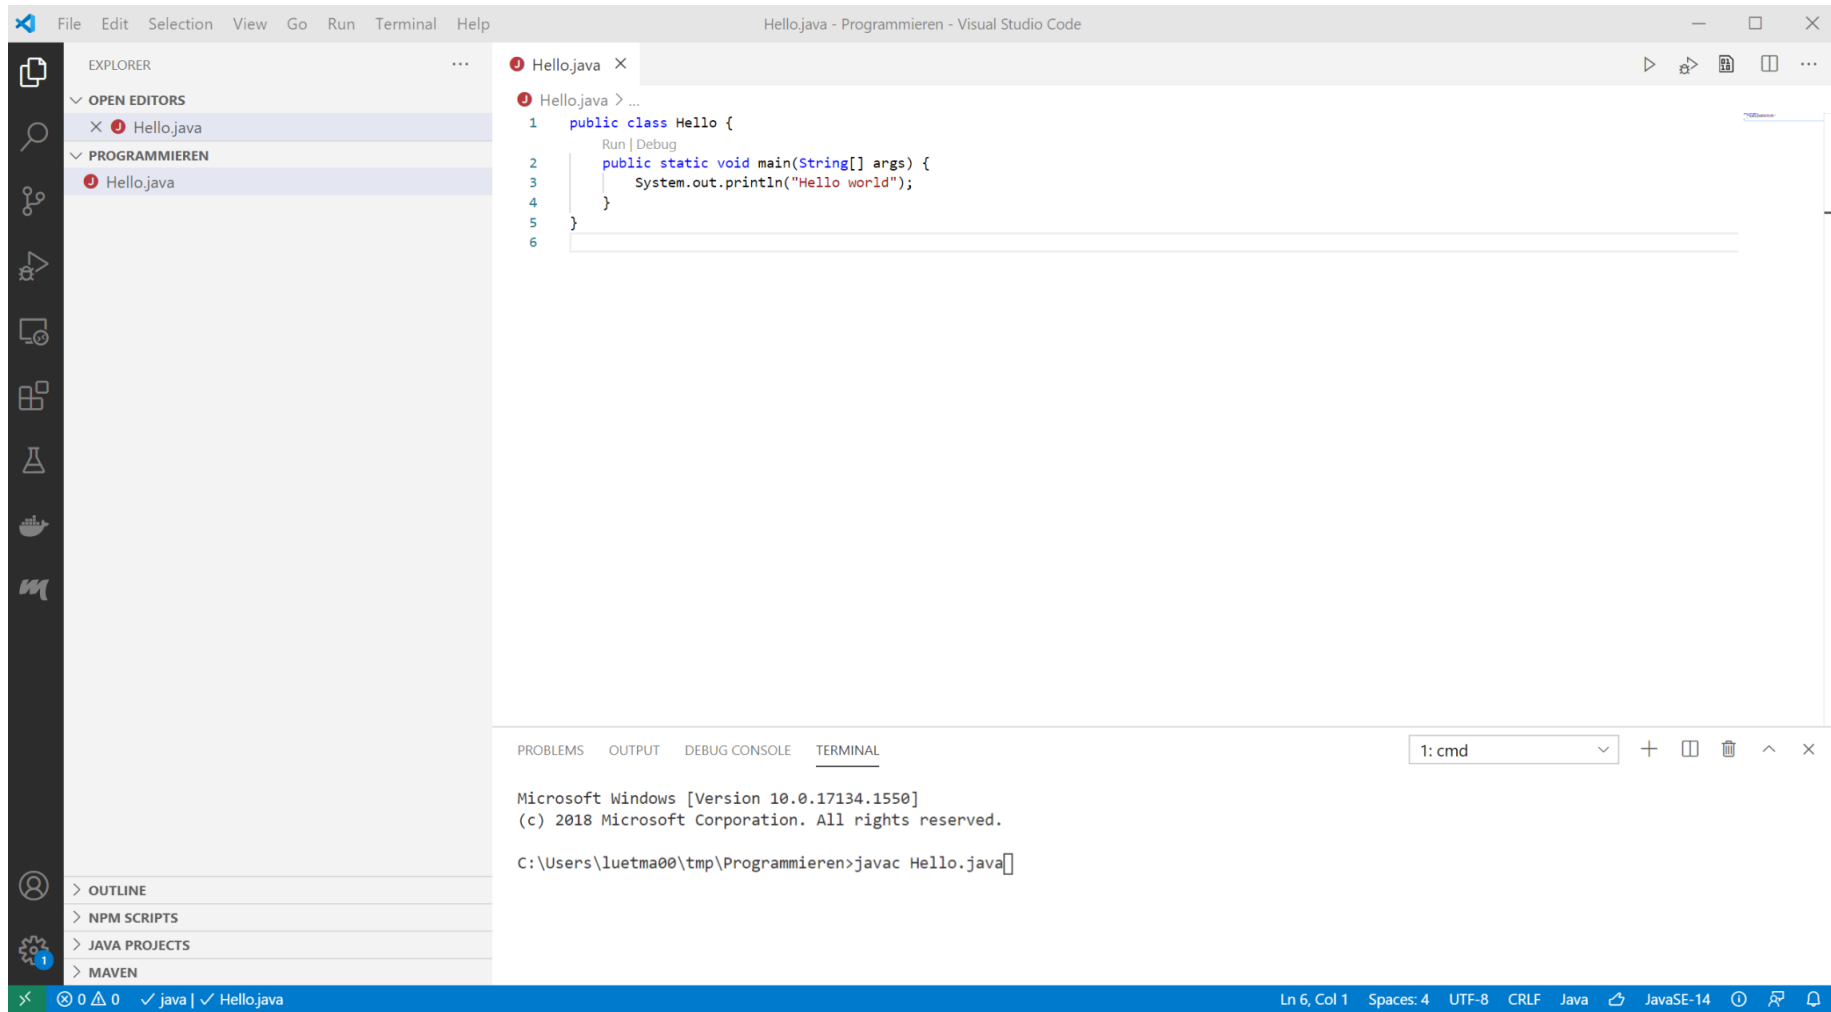 File Edit Selection View Go Run Terminal Help
Hello.java - Programmieren - Visual Studio Code
EXPLORER
OPEN EDITORS
Hello.java
PROGRAMMIEREN
Hello.java
OUTLINE
NPM SCRIPTS
JAVA PROJECTS
MAVEN
1
Hello.java
Hello.java > ...
1 public class Hello {
Run | Debug
2 public static void main(String[] args) {
3 System.out.println("Hello world");
4 }
5 }
6
PROBLEMS OUTPUT DEBUG CONSOLE TERMINAL
1: cmd
Microsoft Windows [Version 10.0.17134.1550]
(c) 2018 Microsoft Corporation. All rights reserved.
C:\Users\luetma00\tmp\Programmieren>javac Hello.java
0 0 java | Hello.java
Ln 6, Col 1 Spaces: 4 UTF-8 CRLF Java JavaSE-14